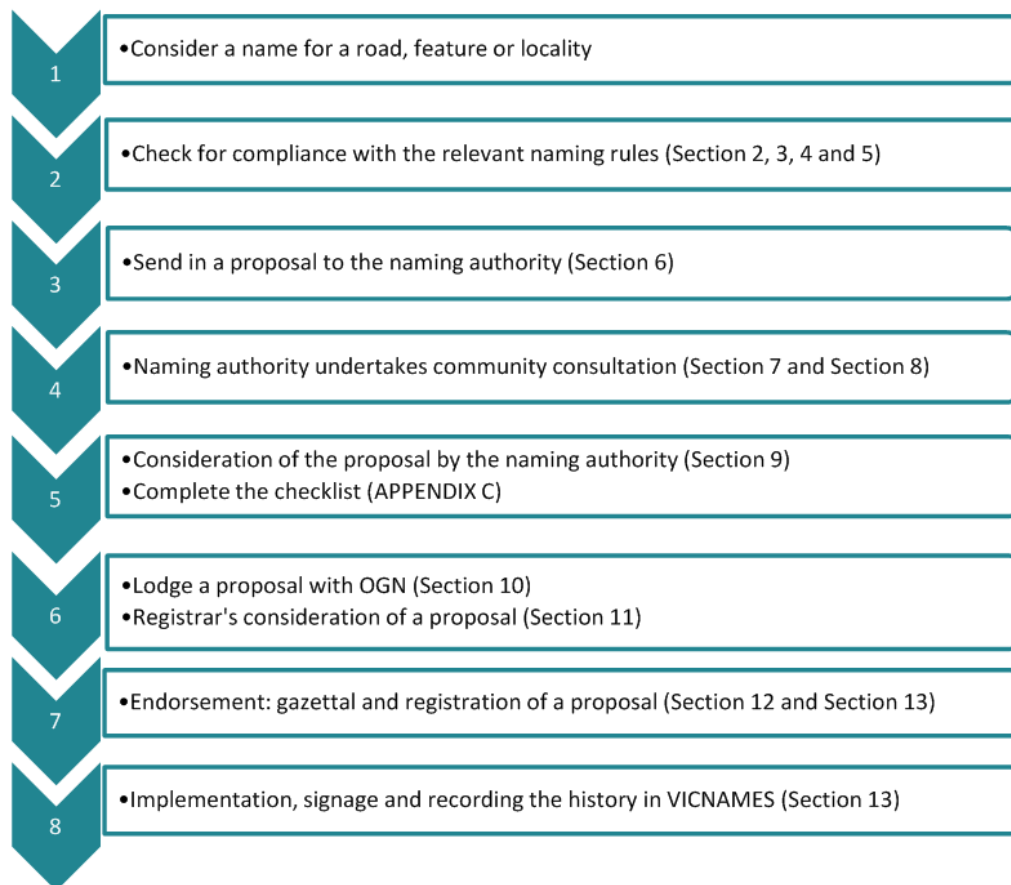 1
•Consider a name for a road, feature or locality
2
•Check for compliance with the relevant naming rules (Section 2, 3, 4 and 5)
3
•Send in a proposal to the naming authority (Section 6)
4
•Naming authority undertakes community consultation (Section 7 and Section 8)
5
•Consideration of the proposal by the naming authority (Section 9)
•Complete the checklist (APPENDIX C)
6
•Lodge a proposal with OGN (Section 10)
•Registrar's consideration of a proposal (Section 11)
7
•Endorsement: gazettal and registration of a proposal (Section 12 and Section 13)
8
•Implementation, signage and recording the history in VICNAMES (Section 13)